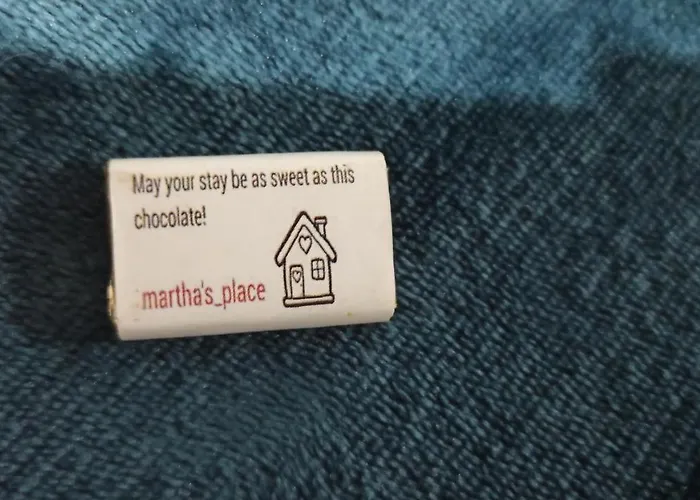 May your stay be as sweet as this
chocolate!
martha's_place